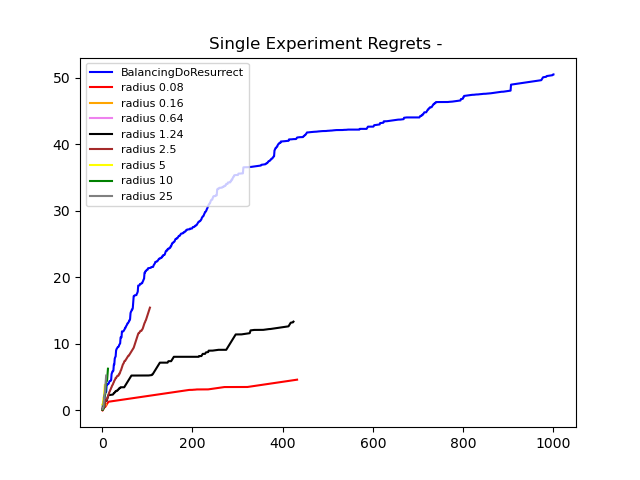 Single Experiment Regrets -
BalancingDoResurrect
radius 0.08
radius 0.16
radius 0.64
radius 1.24
radius 2.5
radius 5
radius 10
radius 25
50
40
30
20
10
0
0 200 400 600 800 1000